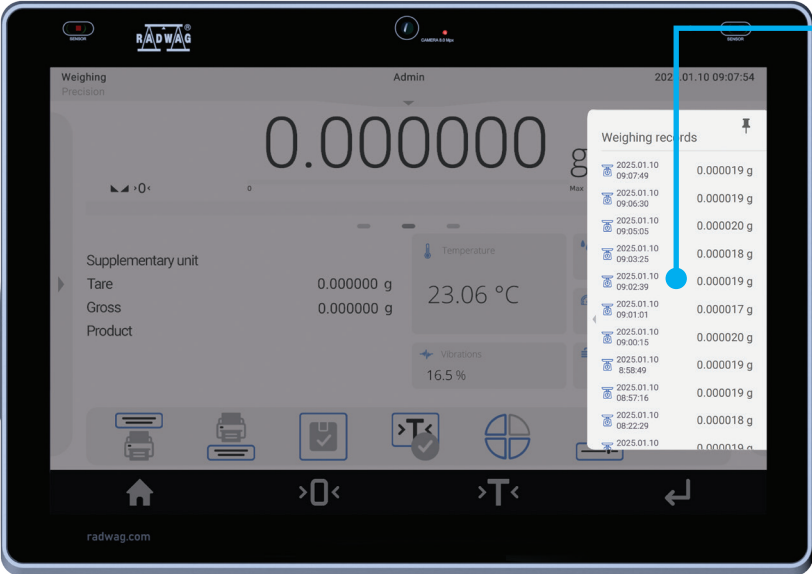 SENSOR
RADWAG®
CAMERA 8.0 Mpx
SENSOR
Weighing
Precision
Admin
01.10 09:07:54
0.000000 g
>0<
0
Max
Weighing records
2025.01.10
09:07:49
0.000019 g
2025.01.10
09:06:30
0.000019 g
2025.01.10
09:05:05
0.000020 g
2025.01.10
09:03:25
0.000018 g
2025.01.10
09:02:39
0.000019 g
2025.01.10
09:01:01
0.000017 g
2025.01.10
09:00:15
0.000020 g
2025.01.10
8:58:49
0.000019 g
2025.01.10
08:57:16
0.000019 g
2025.01.10
08:22:29
0.000018 g
2025.01.10
0.000019 g
Supplementary unit
Tare 0.000000 g
Gross 0.000000 g
Product
Temperature
23.06 °C
Vibrations
16.5 %
>T<
>0<
>T<
radwag.com